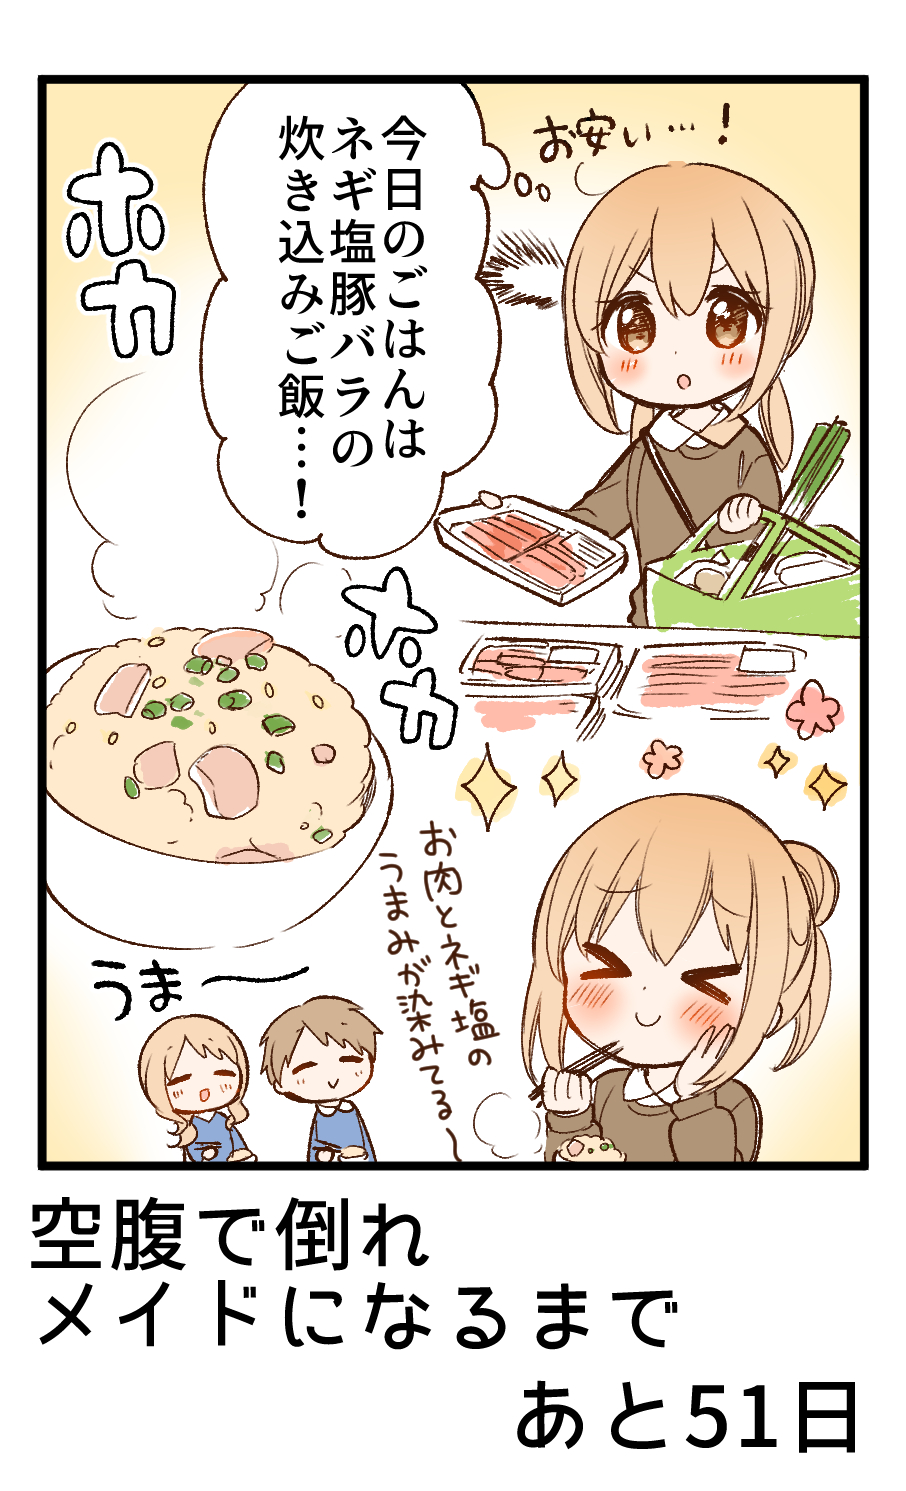 お安い…!
今日のごはんは
ネギ塩豚バラの
炊き込みご飯…!
ホカ
ホカ
お肉とネギ塩の
うまみが染みてる〜
うま〜
空腹で倒れ
メイドになるまで
あと51日